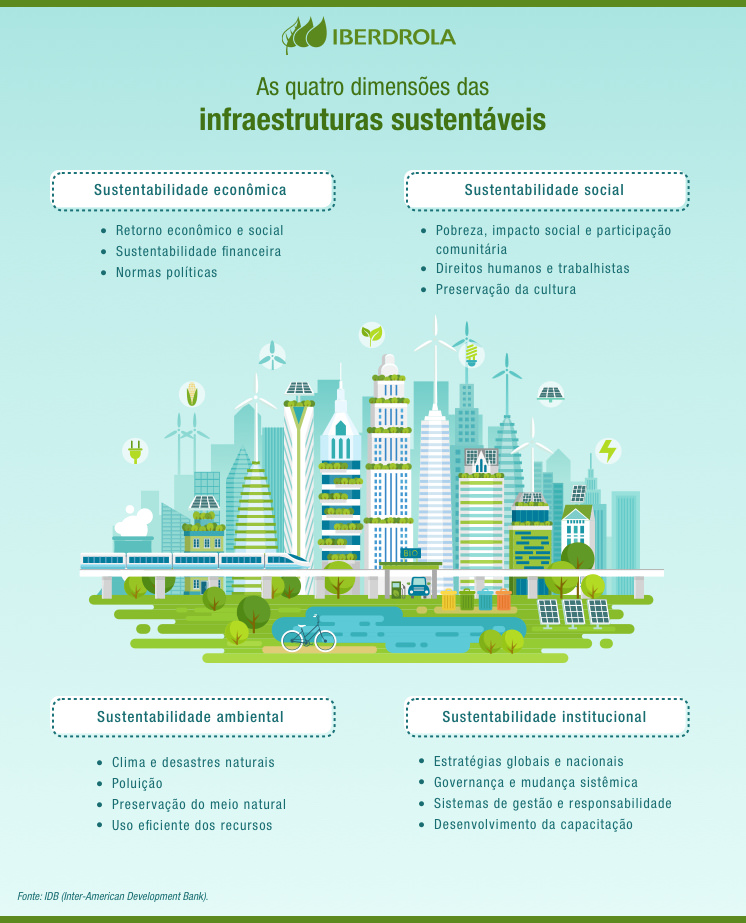 IBERDROLA
As quatro dimensões das
infraestruturas sustentáveis
Sustentabilidade econômica
• Retorno econômico e social
• Sustentabilidade financeira
• Normas políticas
Sustentabilidade social
• Pobreza, impacto social e participação
comunitária
• Direitos humanos e trabalhistas
• Preservação da cultura
BIO
Sustentabilidade ambiental
• Clima e desastres naturais
• Poluição
• Preservação do meio natural
• Uso eficiente dos recursos
Sustentabilidade institucional
• Estratégias globais e nacionais
• Governança e mudança sistêmica
• Sistemas de gestão e responsabilidade
• Desenvolvimento da capacitação
Fonte: IDB (Inter-American Development Bank).